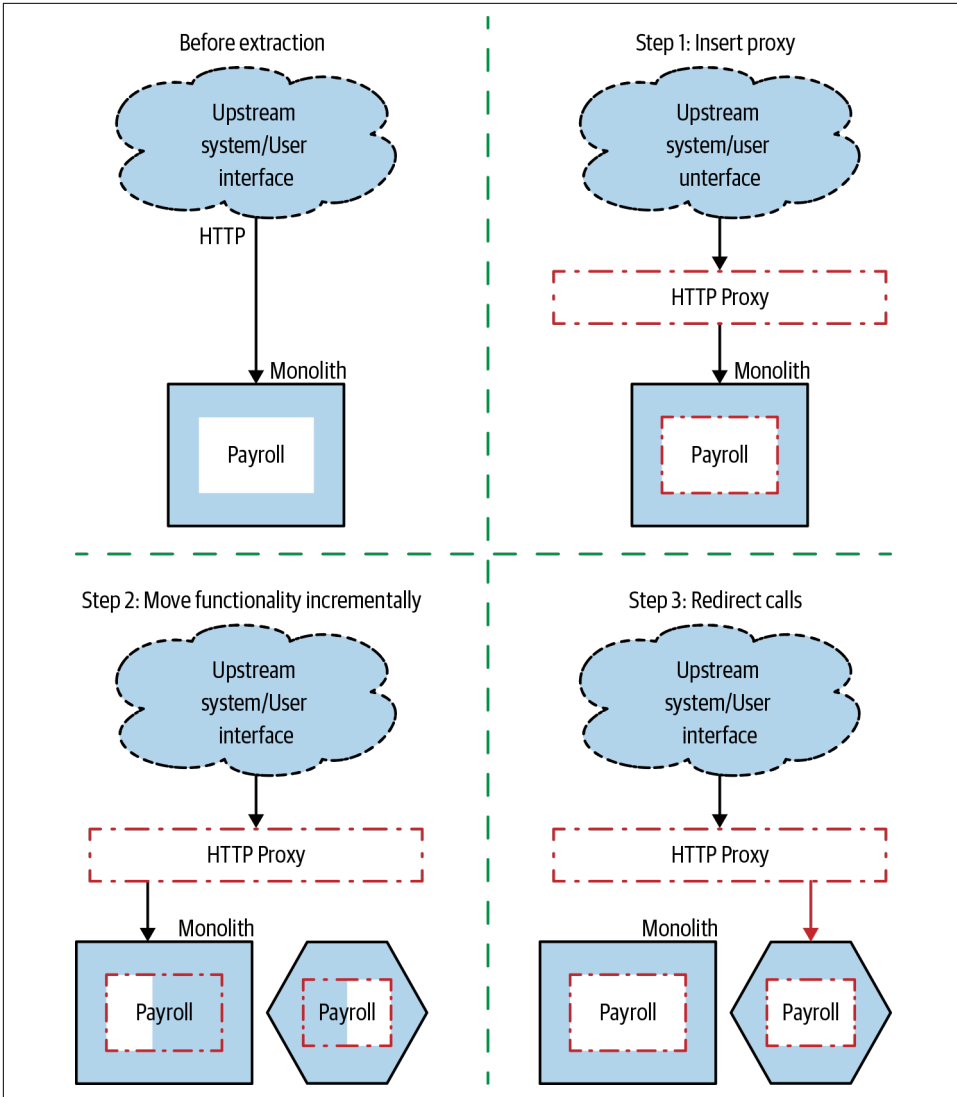 Before extraction
Upstream
system/User
interface
HTTP
Monolith
Payroll
Step 1: Insert proxy
Upstream
system/user
unterface
HTTP Proxy
Monolith
Payroll
Step 2: Move functionality incrementally
Upstream
system/User
interface
HTTP Proxy
Monolith
Payroll
Payroll
Step 3: Redirect calls
Upstream
system/User
interface
HTTP Proxy
Monolith
Payroll
Payroll